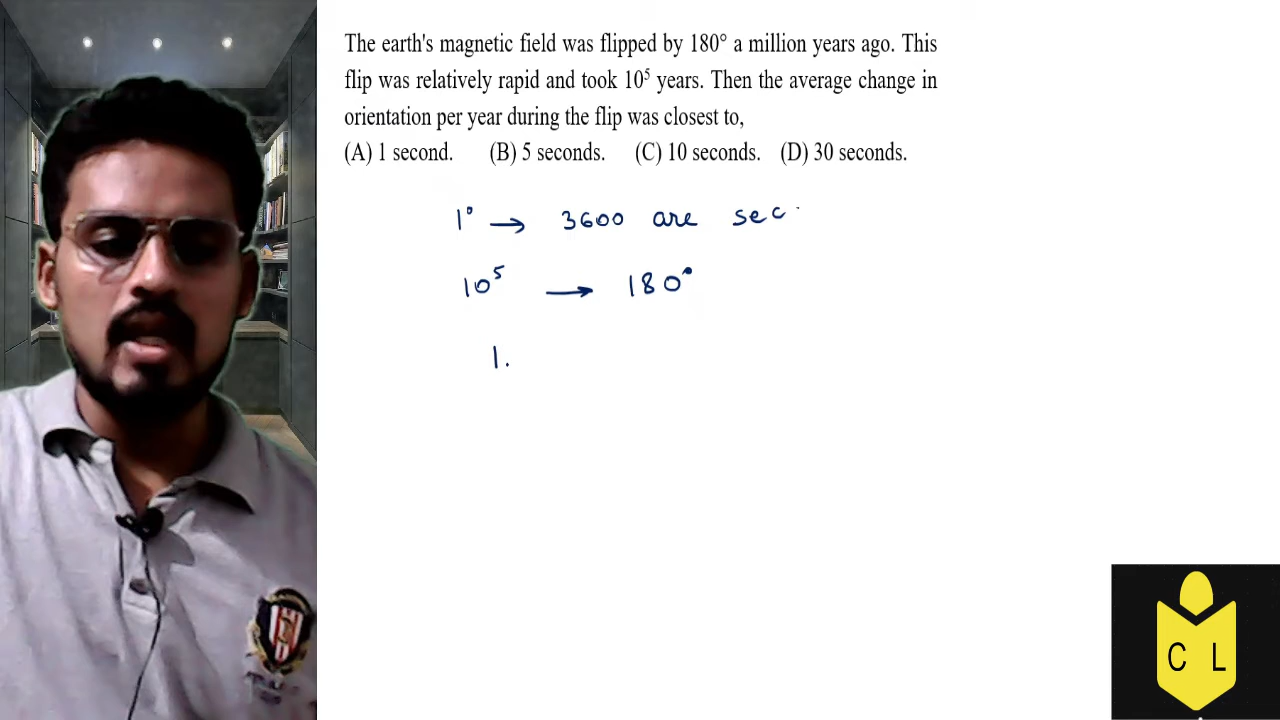 The earth's magnetic field was flipped by 180° a million years ago. This
flip was relatively rapid and took 10⁵ years. Then the average change in
orientation per year during the flip was closest to,
(A) 1 second. (B) 5 seconds. (C) 10 seconds. (D) 30 seconds.
1° → 3600 arc sec.
10⁵ → 180°
1.
C L